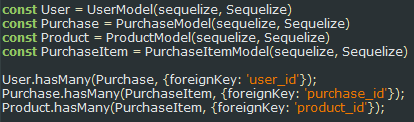 const User = UserModel(sequelize, Sequelize)
const Purchase = PurchaseModel(sequelize, Sequelize)
const Product = ProductModel(sequelize, Sequelize)
const PurchaseItem = PurchaseItemModel(sequelize, Sequelize)
User.hasMany(Purchase, {foreignKey: 'user_id'});
Purchase.hasMany(PurchaseItem, {foreignKey: 'purchase_id'});
Product.hasMany(PurchaseItem, {foreignKey: 'product_id'});